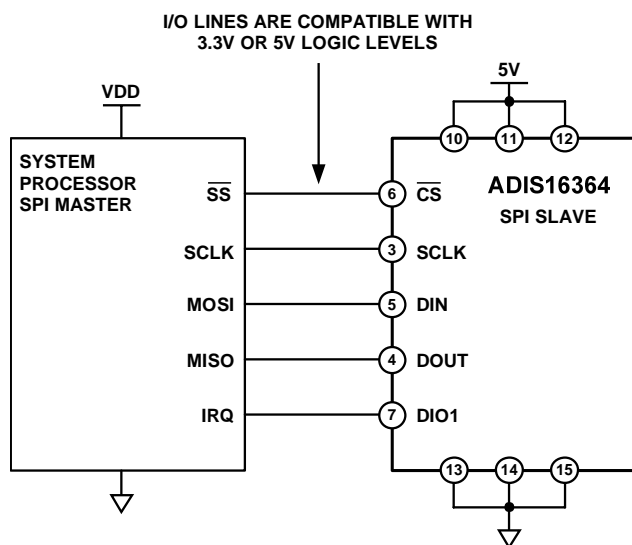 I/O LINES ARE COMPATIBLE WITH
3.3V OR 5V LOGIC LEVELS
VDD
5V
10 11 12
SYSTEM
PROCESSOR
SPI MASTER
ADIS16364
SPI SLAVE
SS 6 CS
SCLK 3 SCLK
MOSI 5 DIN
MISO 4 DOUT
IRQ 7 DIO1
13 14 15